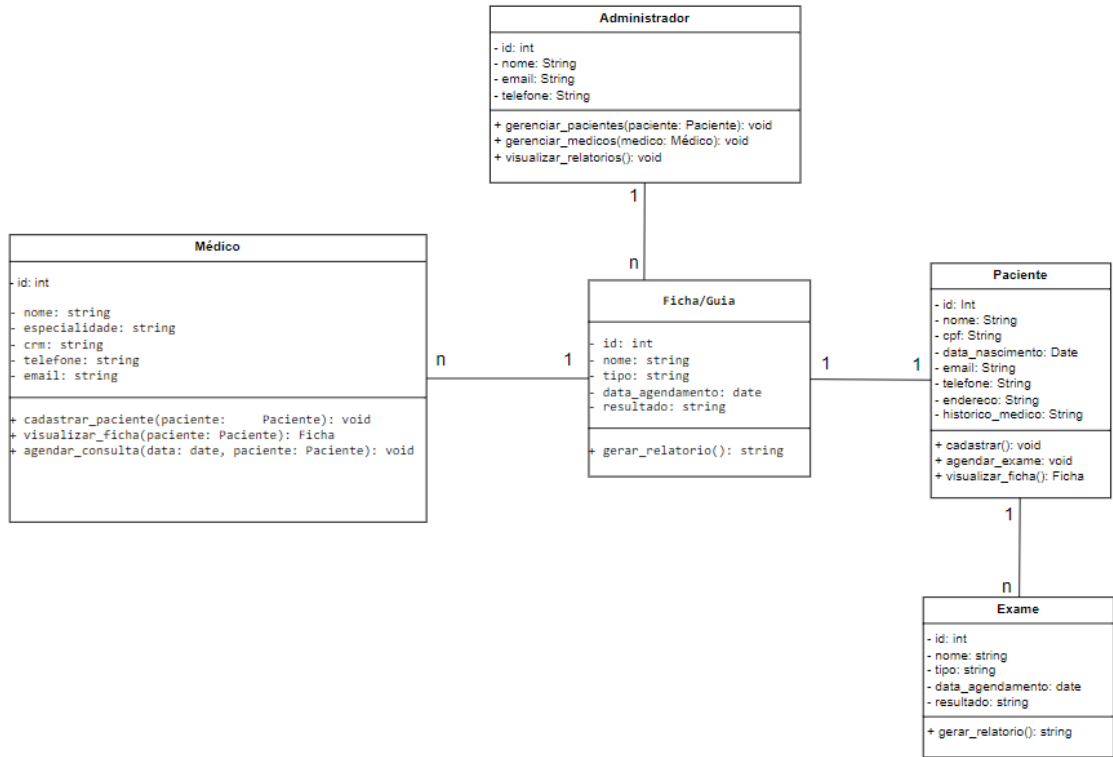 Administrador
- id: int
- nome: String
- email: String
- telefone: String
+ gerenciar_pacientes(paciente: Paciente): void
+ gerenciar_medicos(medico: Médico): void
+ visualizar_relatorios(): void
1
n
Médico
- id: int
- nome: string
- especialidade: string
- crm: string
- telefone: string
- email: string
+ cadastrar_paciente(paciente: Paciente): void
+ visualizar_ficha(paciente: Paciente): Ficha
+ agendar_consulta(data: date, paciente: Paciente): void
n
1
Ficha/Guia
- id: int
- nome: string
- tipo: string
- data_agendamento: date
- resultado: string
+ gerar_relatorio(): string
1
1
Paciente
- id: Int
- nome: String
- cpf: String
- data_nascimento: Date
- email: String
- telefone: String
- endereco: String
- historico_medico: String
+ cadastrar(): void
+ agendar_exame: void
+ visualizar_ficha(): Ficha
1
n
Exame
- id: int
- nome: string
- tipo: string
- data_agendamento: date
- resultado: string
+ gerar_relatorio(): string